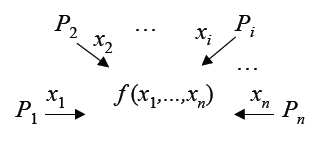 P₂ ... Pᵢ
x₂ xᵢ
...
P₁ x₁ f(x₁,...,xₙ) xₙ Pₙ